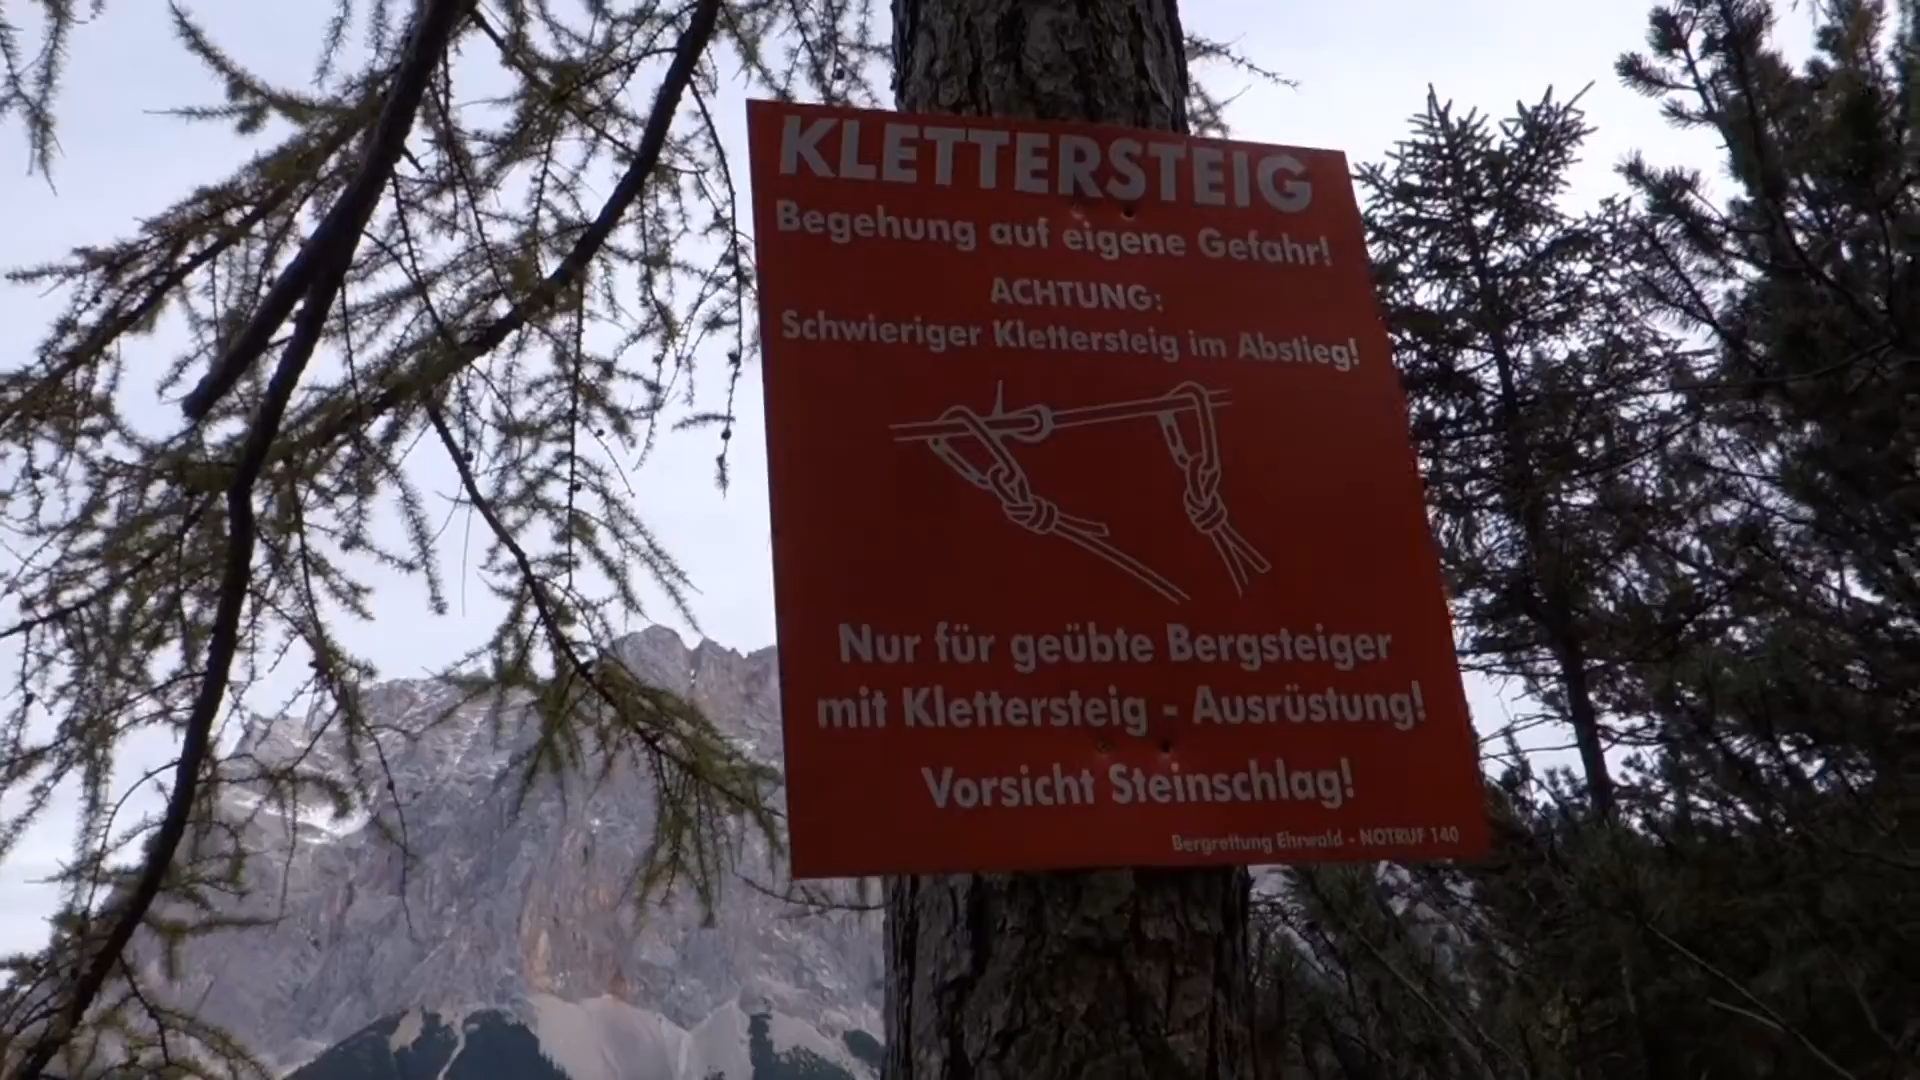 KLETTERSTEIG
Begehung auf eigene Gefahr!
ACHTUNG:
Schwieriger Klettersteig im Abstieg!
Nur für geübte Bergsteiger
mit Klettersteig - Ausrüstung!
Vorsicht Steinschlag!
Bergrettung Ehrwald - NOTRUF 140